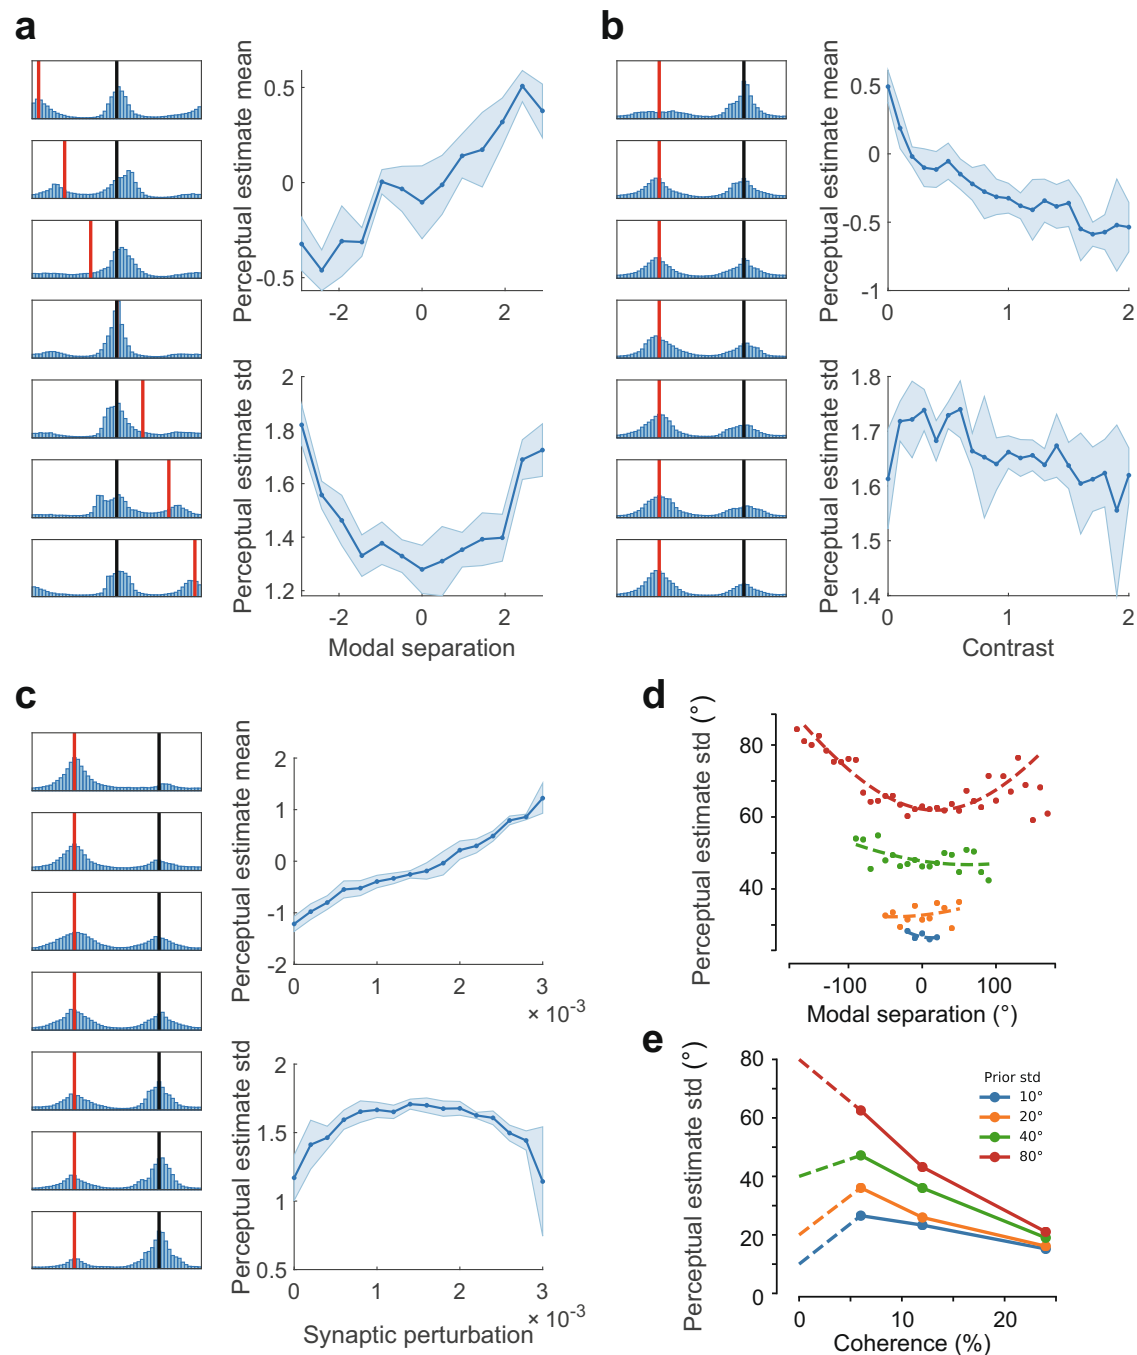 a
Perceptual estimate mean
0.5
0
-0.5
-2 0 2
Perceptual estimate std
2
1.8
1.6
1.4
1.2
-2 0 2
Modal separation
b
Perceptual estimate mean
0.5
0
-0.5
-1
0 1 2
Perceptual estimate std
1.8
1.7
1.6
1.5
1.4
0 1 2
Contrast
c
Perceptual estimate mean
2
1
0
-1
-2
0 1 2 3
× 10⁻³
Perceptual estimate std
2
1.5
1
0.5
0 1 2 3
× 10⁻³
Synaptic perturbation
d
Perceptual estimate std (°)
80
60
40
-100 0 100
Modal separation (°)
e
Perceptual estimate std (°)
80
60
40
20
0
0 10 20
Coherence (%)
Prior std
10°
20°
40°
80°